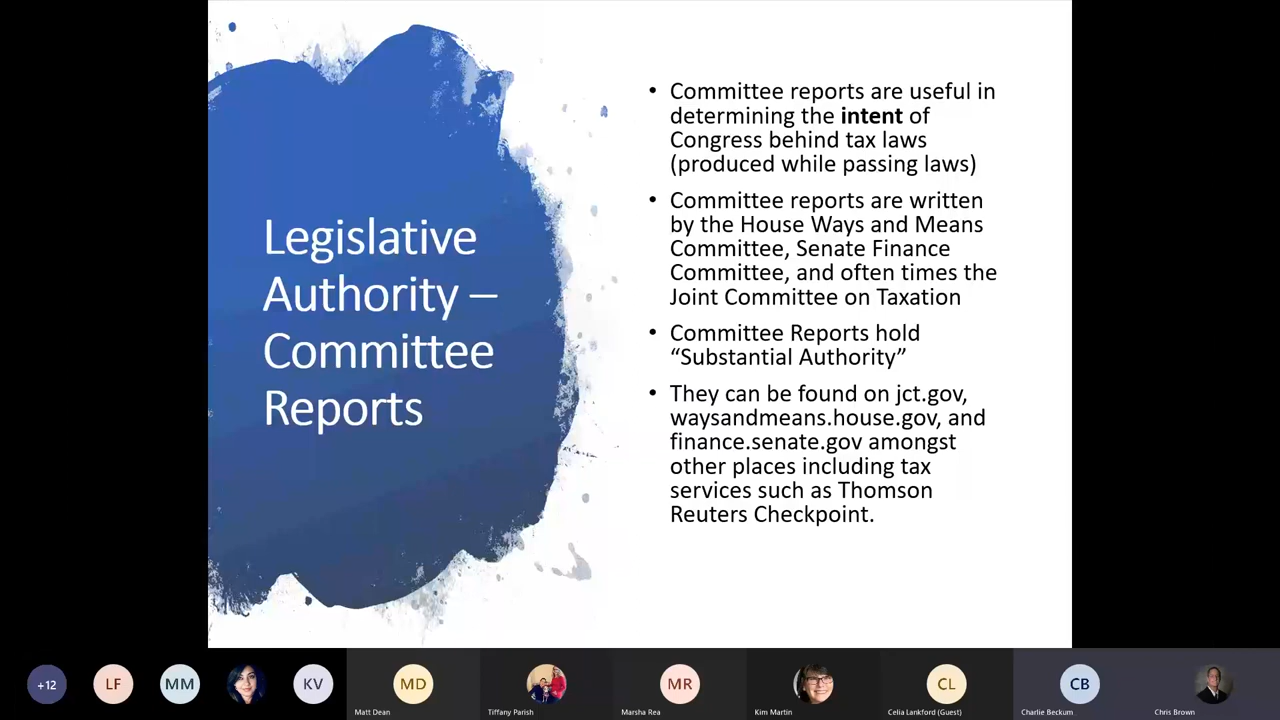 Legislative
Authority –
Committee
Reports
• Committee reports are useful in
determining the intent of
Congress behind tax laws
(produced while passing laws)
• Committee reports are written
by the House Ways and Means
Committee, Senate Finance
Committee, and often times the
Joint Committee on Taxation
• Committee Reports hold
“Substantial Authority”
• They can be found on jct.gov,
waysandmeans.house.gov, and
finance.senate.gov amongst
other places including tax
services such as Thomson
Reuters Checkpoint.
+12
LF
MM
KV
MD
Matt Dean
Tiffany Parish
MR
Marsha Rea
Kim Martin
CL
Celia Lankford (Guest)
CB
Charlie Beckum
Chris Brown